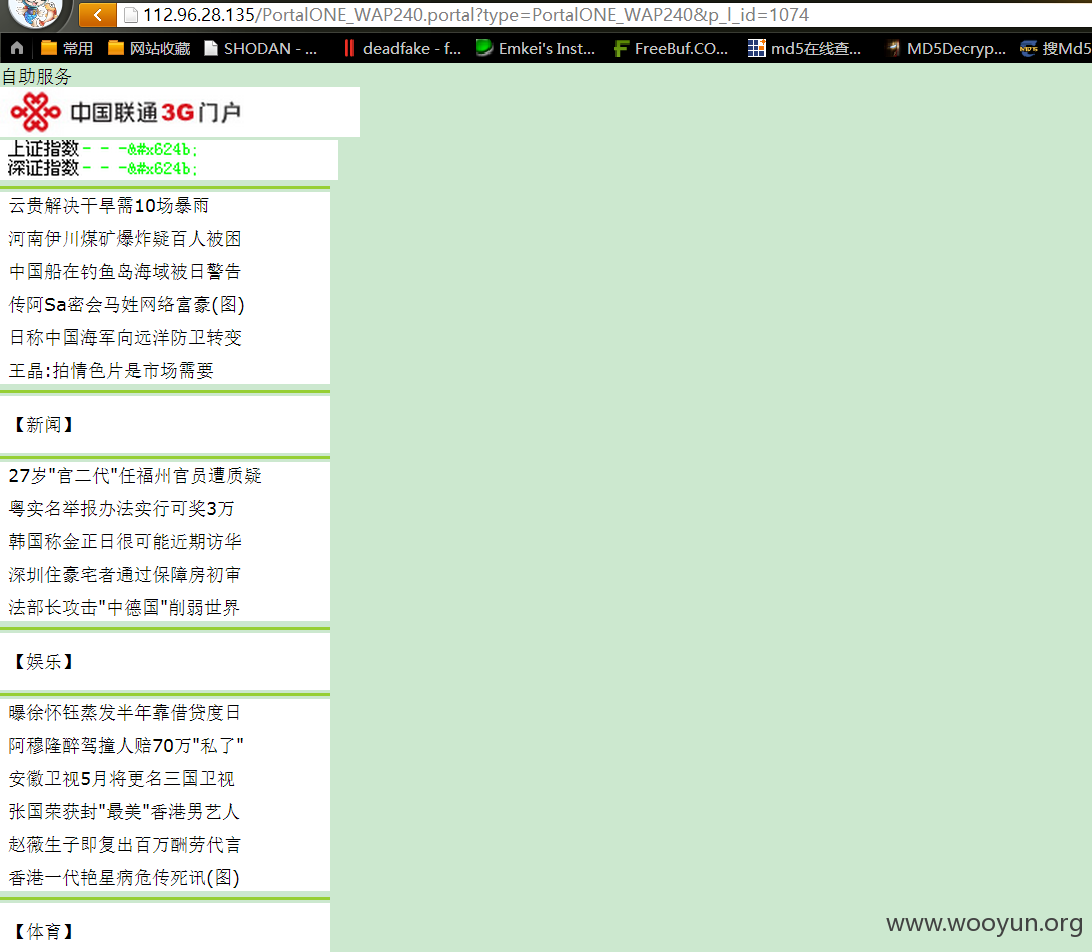 112.96.28.135/PortalONE_WAP240.portal?type=PortalONE_WAP240&p_l_id=1074
常用 网站收藏 SHODAN - ... deadfake - f... Emkei's Inst... FreeBuf.CO... md5在线查... MD5Decryp... 搜Md5
自助服务
中国联通3G门户
上证指数- - -&#x624b;
深证指数- - -&#x624b;
云贵解决干旱需10场暴雨
河南伊川煤矿爆炸疑百人被困
中国船在钓鱼岛海域被日警告
传阿Sa密会马姓网络富豪(图)
日称中国海军向远洋防卫转变
王晶:拍情色片是市场需要
【新闻】
27岁"官二代"任福州官员遭质疑
粤实名举报办法实行可奖3万
韩国称金正日很可能近期访华
深圳住豪宅者通过保障房初审
法部长攻击"中德国"削弱世界
【娱乐】
曝徐怀钰蒸发半年靠借贷度日
阿穆隆醉驾撞人赔70万"私了"
安徽卫视5月将更名三国卫视
张国荣获封"最美"香港男艺人
赵薇生子即复出百万酬劳代言
香港一代艳星病危传死讯(图)
【体育】
www.wooyun.org